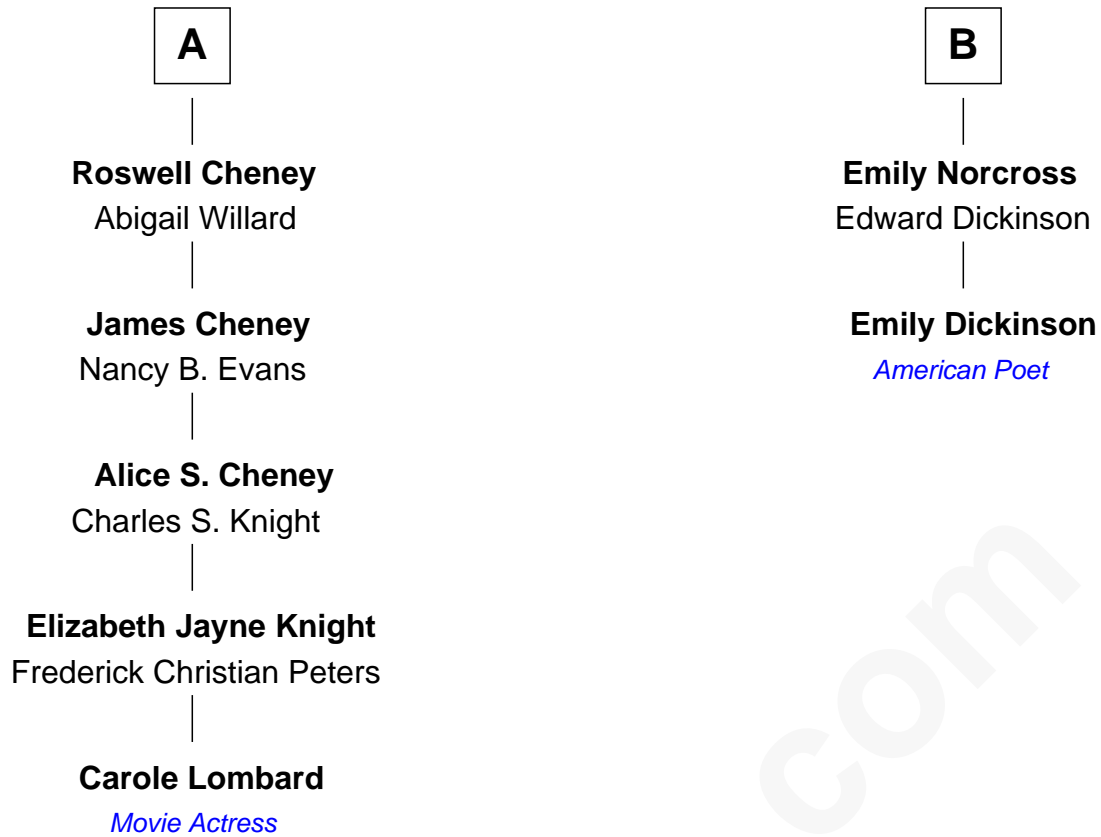 A
Roswell Cheney
Abigail Willard
James Cheney
Nancy B. Evans
Alice S. Cheney
Charles S. Knight
Elizabeth Jayne Knight
Frederick Christian Peters
Carole Lombard
Movie Actress
B
Emily Norcross
Edward Dickinson
Emily Dickinson
American Poet
com